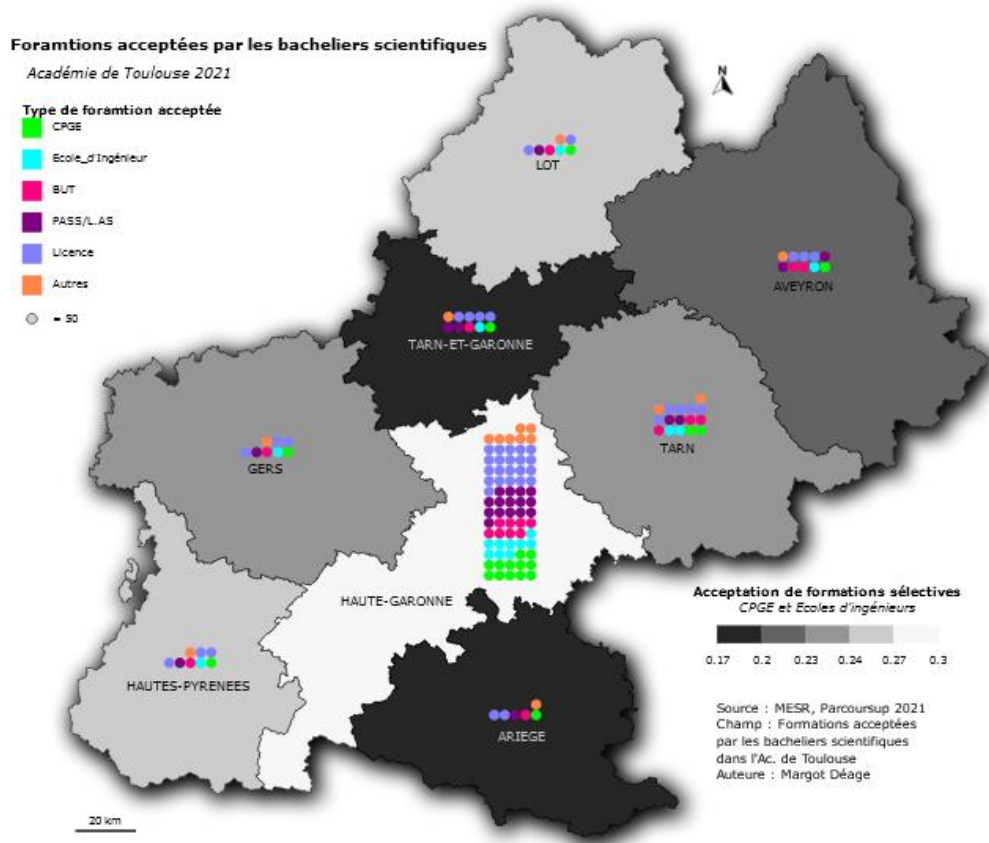 Foramtions acceptées par les bacheliers scientifiques
Académie de Toulouse 2021
Type de foramtion acceptée
CPGE
Ecole_d'Ingénieur
BUT
PASS/L.AS
Licence
Autres
= 50
N
LOT
AVEYRON
TARN-ET-GARONNE
TARN
GERS
HAUTE-GARONNE
HAUTES-PYRENEES
ARIEGE
Acceptation de formations sélectives
CPGE et Ecoles d'ingénieurs
0.17 0.2 0.23 0.24 0.27 0.3
Source : MESR, Parcoursup 2021
Champ : Formations acceptées
par les bacheliers scientifiques
dans l'Ac. de Toulouse
Auteure : Margot Déage
20 km